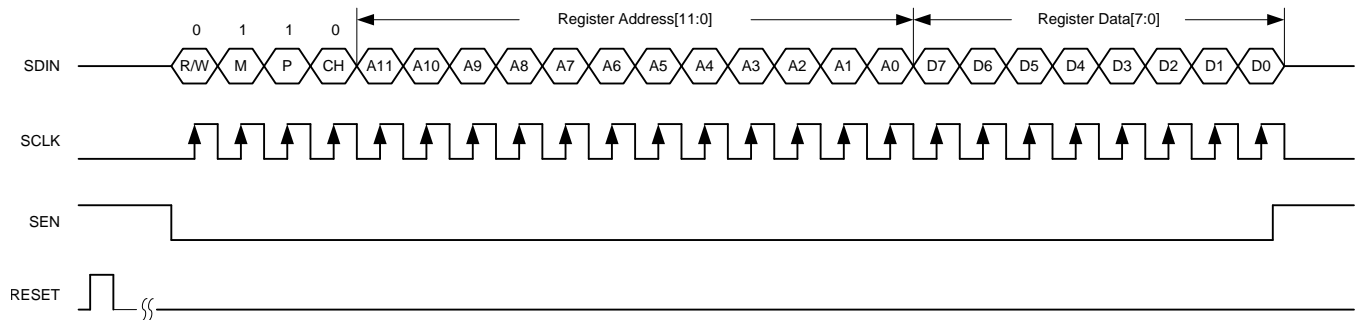 Register Address[11:0] Register Data[7:0]
0 1 1 0
SDIN R/W M P CH A11 A10 A9 A8 A7 A6 A5 A4 A3 A2 A1 A0 D7 D6 D5 D4 D3 D2 D1 D0
SCLK
SEN
RESET